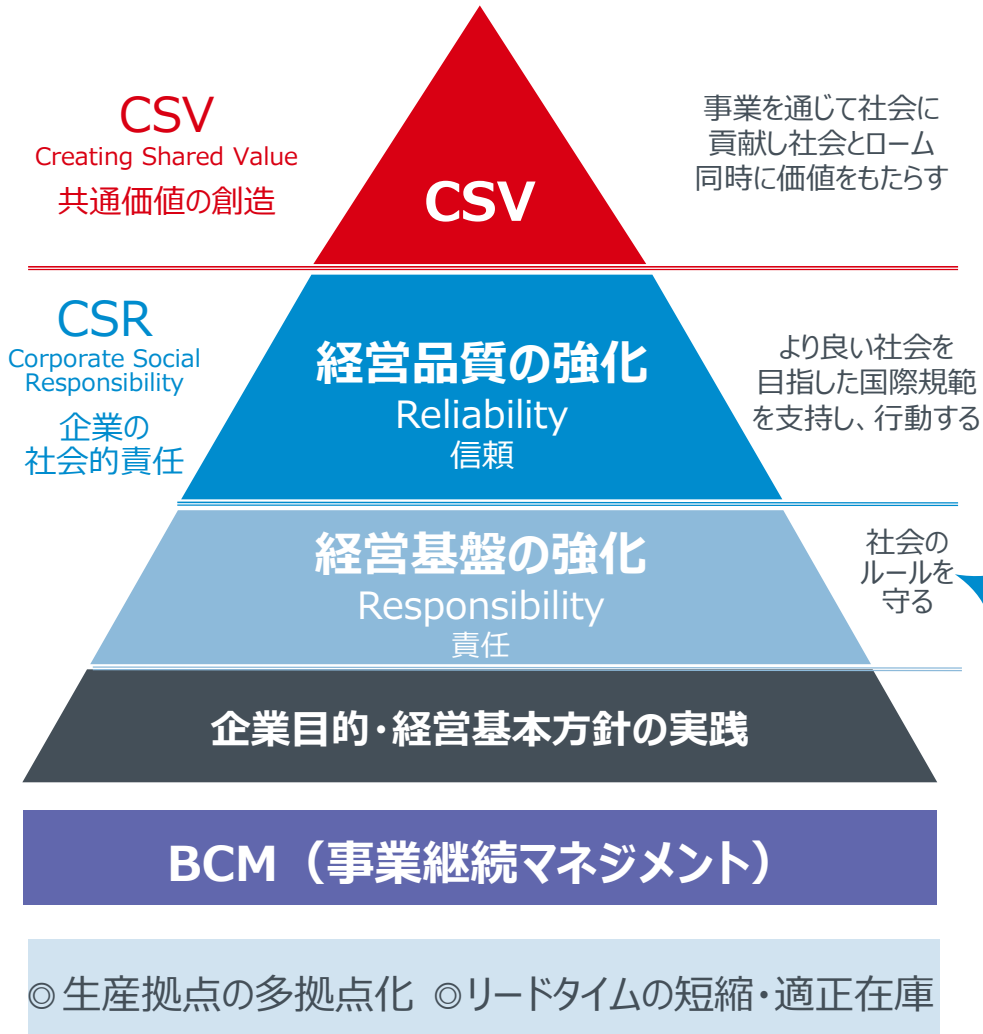 CSV
Creating Shared Value
共通価値の創造
CSV
事業を通じて社会に
貢献し社会とローム
同時に価値をもたらす
CSR
Corporate Social
Responsibility
企業の
社会的責任
経営品質の強化
Reliability
信頼
より良い社会を
目指した国際規範
を支持し、行動する
経営基盤の強化
Responsibility
責任
社会の
ルールを
守る
企業目的・経営基本方針の実践
BCM（事業継続マネジメント）
◎生産拠点の多拠点化 ◎リードタイムの短縮・適正在庫